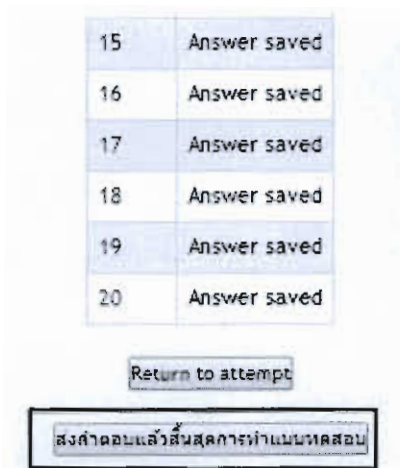 15 Answer saved
16 Answer saved
17 Answer saved
18 Answer saved
19 Answer saved
20 Answer saved
Return to attempt
ส่งคำตอบแล้วสิ้นสุดการทำแบบทดสอบ